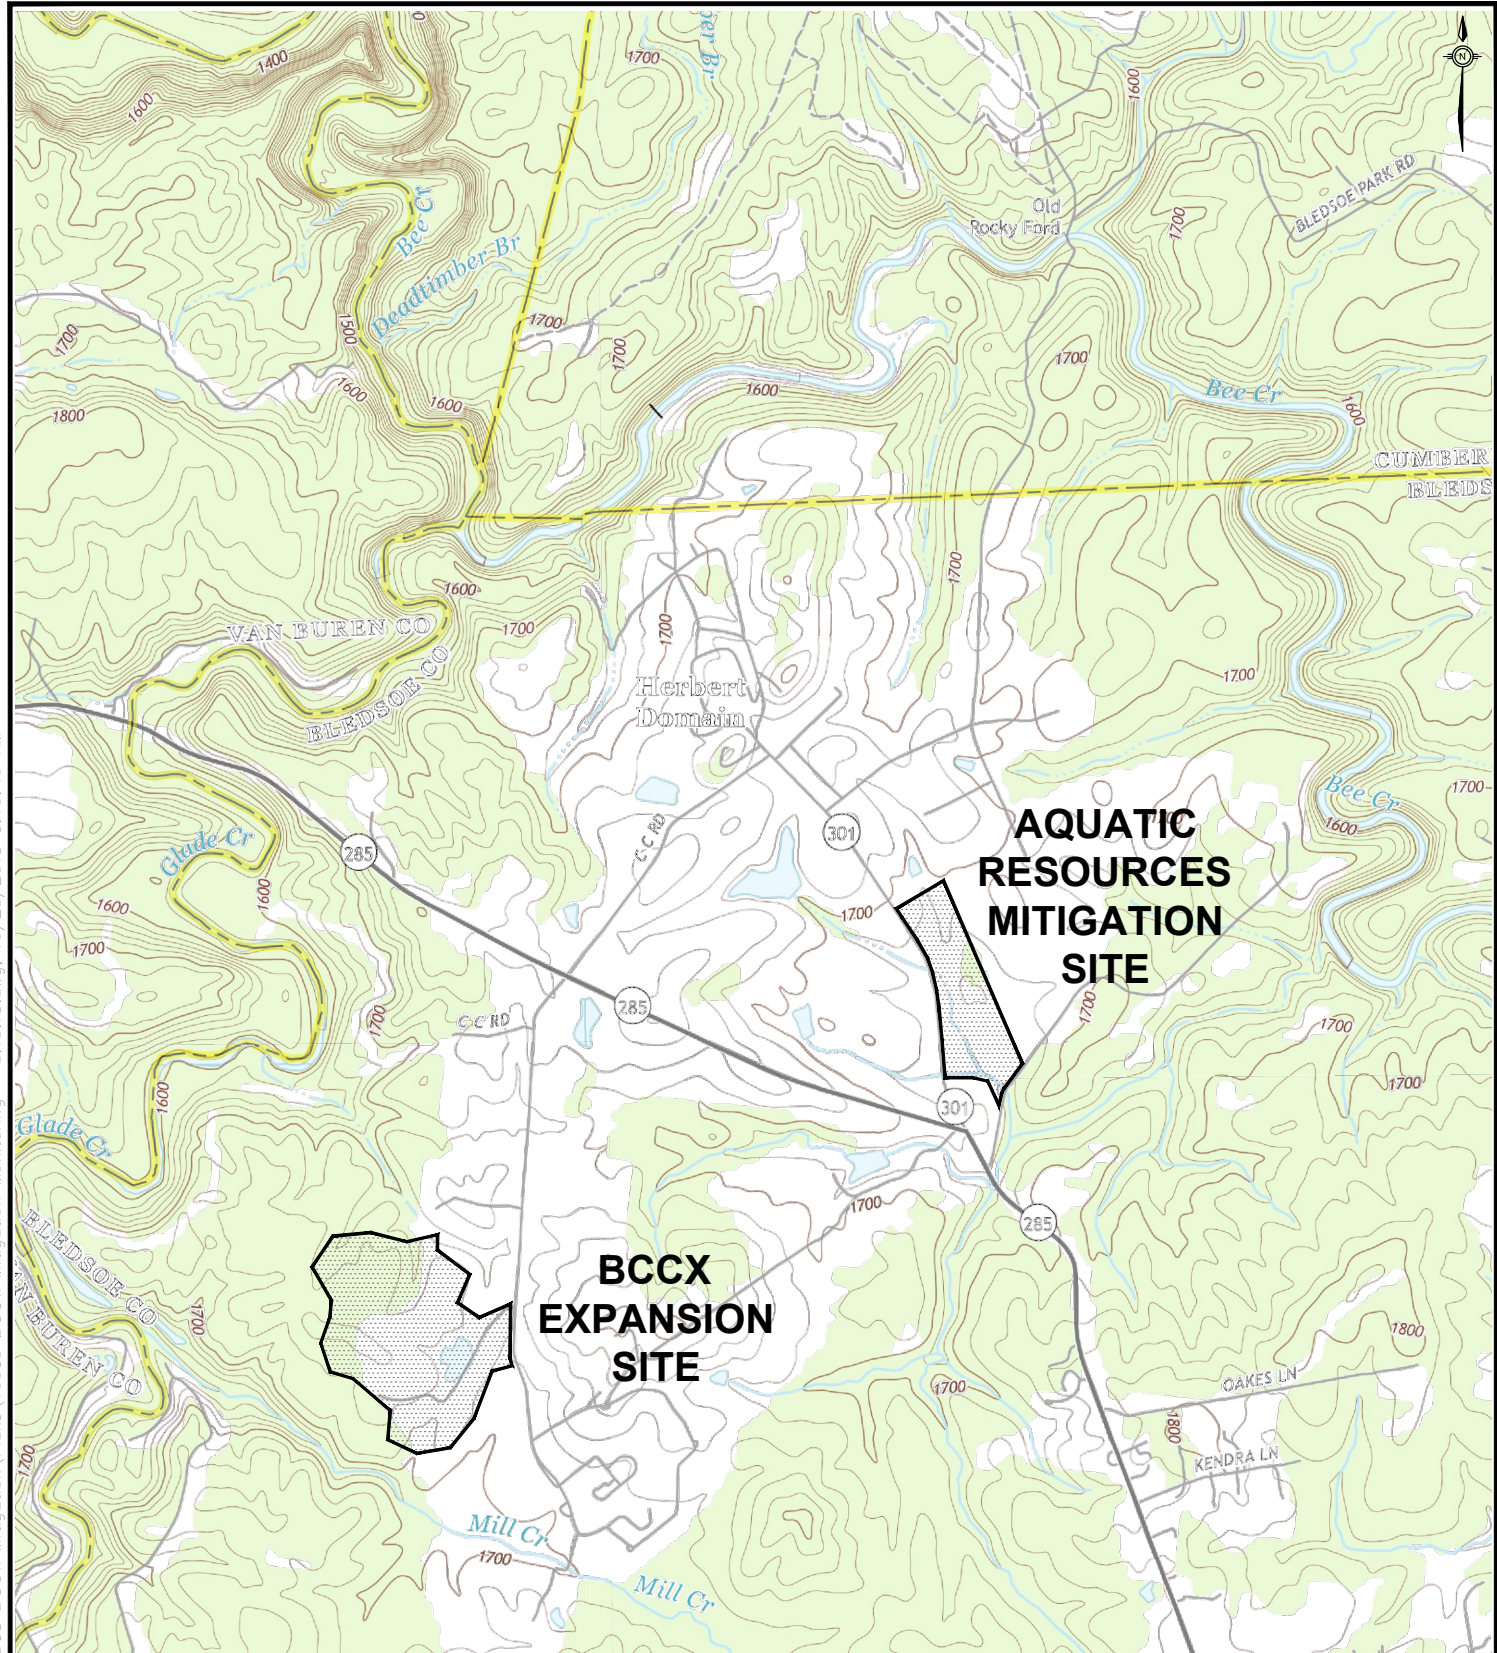 1400
1700
1600
1600
N
BLEDSOE PARK RD
Old
Rocky Ford
1700
Bee Cr
Deadtimber Br
1700
1500
1700
1700
1700
1600
1600
1600
1800
Bee Cr
1600
CUMBER
BLEDS
1700
1600
VAN BUREN CO
1700
1700
BLEDSOE CO
Herbert
Domain
1700
Bee Cr
1700
1600
C C RD
301
285
Glade Cr
AQUATIC
RESOURCES
MITIGATION
SITE
1600
1600
1700
1700
285
C C RD
1700
1700
1700
1700
1600
301
Glade Cr
1700
285
BLEDSOE CO
AN BUREN CO
1700
BCCX
EXPANSION
SITE
1800
OAKES LN
1700
1800
KENDRA LN
1700
Mill Cr
1700
Mill Cr